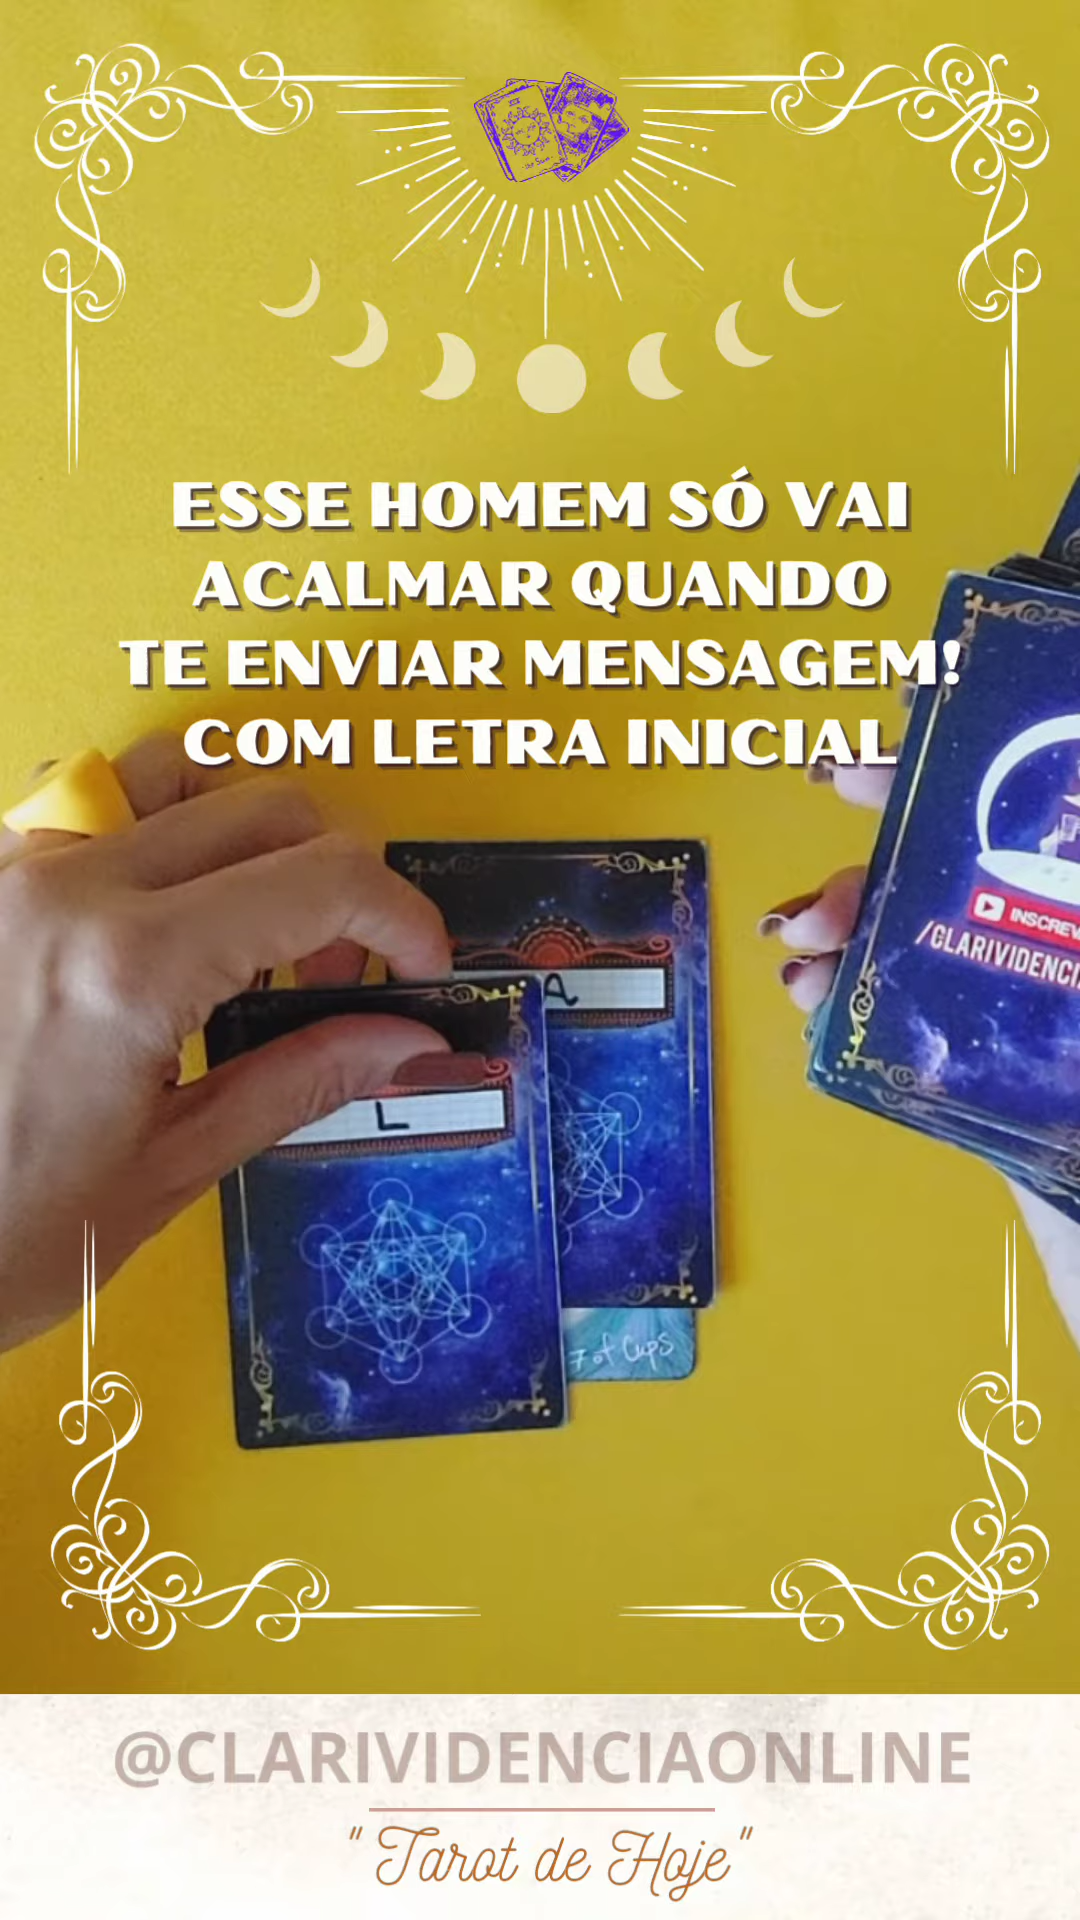 ESSE HOMEM SÓ VAI
ACALMAR QUANDO
TE ENVIAR MENSAGEM!
COM LETRA INICIAL
INSCREV
/CLARIVIDENCI
A
L
7 of Cups
@CLARIVIDENCIAONLINE
"Tarot de Hoje"